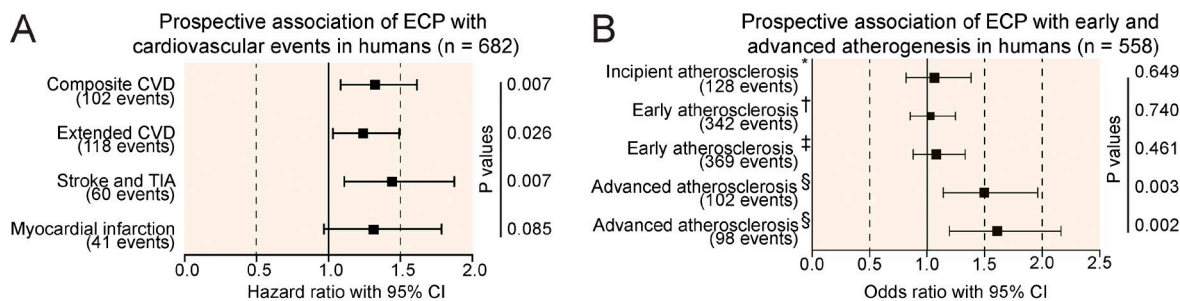 A
Prospective association of ECP with
cardiovascular events in humans (n = 682)
Composite CVD
(102 events)
Extended CVD
(118 events)
Stroke and TIA
(60 events)
Myocardial infarction
(41 events)
0.007
0.026
0.007
0.085
P values
0.0 0.5 1.0 1.5 2.0
Hazard ratio with 95% CI
B
Prospective association of ECP with early and
advanced atherogenesis in humans (n = 558)
Incipient atherosclerosis*
(128 events)
Early atherosclerosis†
(342 events)
Early atherosclerosis‡
(369 events)
Advanced atherosclerosis§
(102 events)
Advanced atherosclerosis§
(98 events)
0.649
0.740
0.461
0.003
0.002
P values
0.0 0.5 1.0 1.5 2.0 2.5
Odds ratio with 95% CI